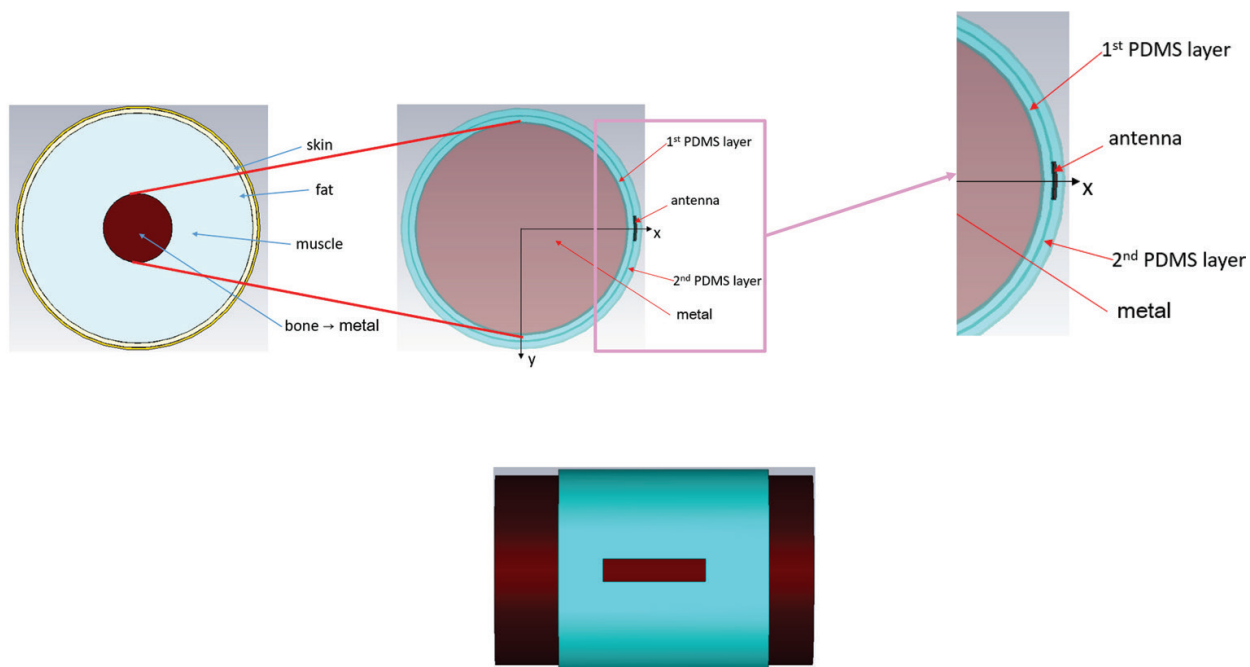 skin
fat
muscle
bone → metal
1st PDMS layer
antenna
x
2nd PDMS layer
metal
y
1st PDMS layer
antenna
x
2nd PDMS layer
metal